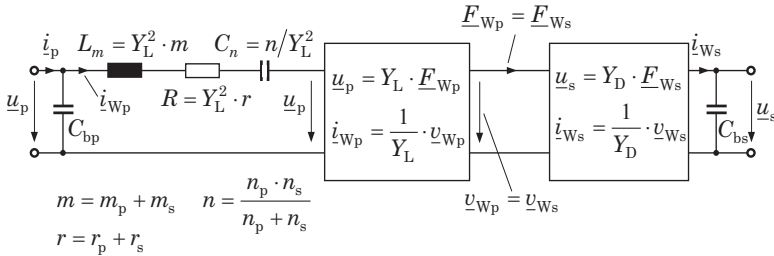 F_Wp = F_Ws
i_p L_m = Y_L^2 · m C_n = n/Y_L^2 i_Ws
u_p i_Wp R = Y_L^2 · r u_p u_p = Y_L · F_Wp u_s = Y_D · F_Ws u_s
C_bp i_Wp = 1/Y_L · v_Wp i_Ws = 1/Y_D · v_Ws C_bs
m = m_p + m_s n = n_p · n_s / n_p + n_s v_Wp = v_Ws
r = r_p + r_s